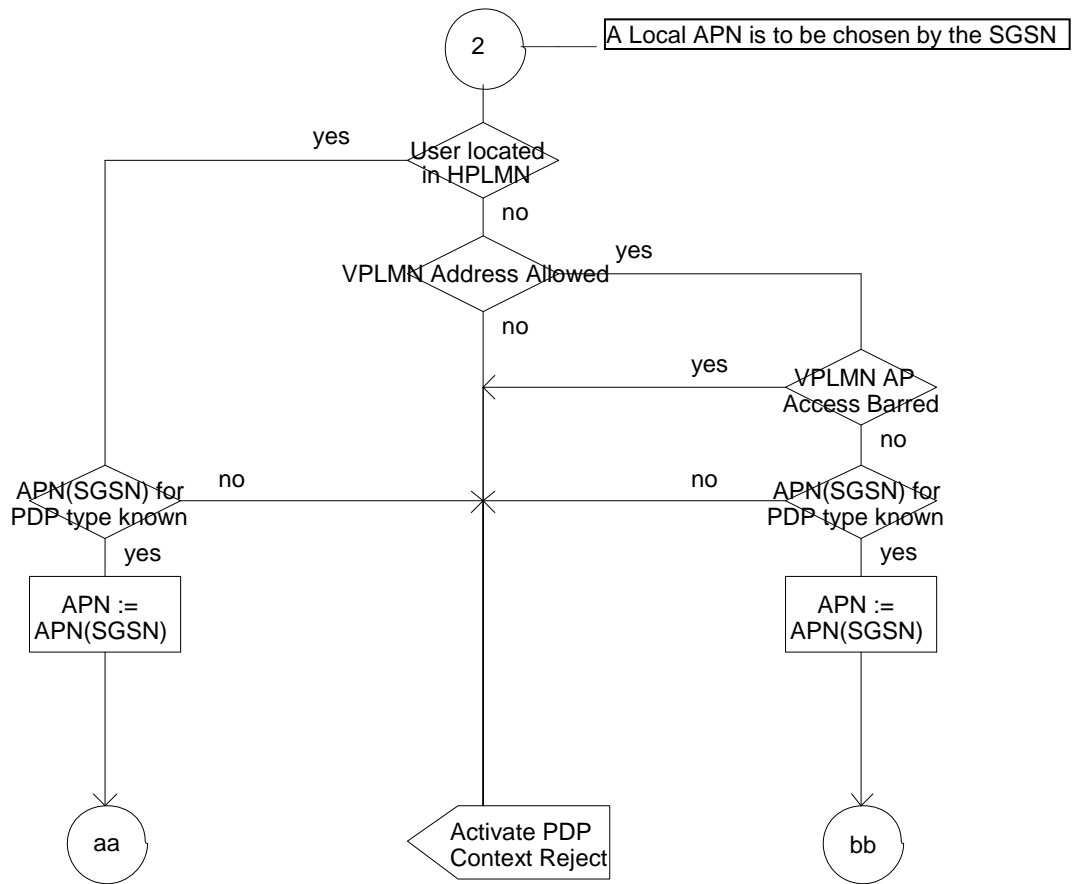 2
A Local APN is to be chosen by the SGSN
yes
User located
in HPLMN
no
yes
VPLMN Address Allowed
no
yes
VPLMN AP
Access Barred
no
APN(SGSN) for
PDP type known
no
no
APN(SGSN) for
PDP type known
yes
yes
APN :=
APN(SGSN)
APN :=
APN(SGSN)
aa
Activate PDP
Context Reject
bb